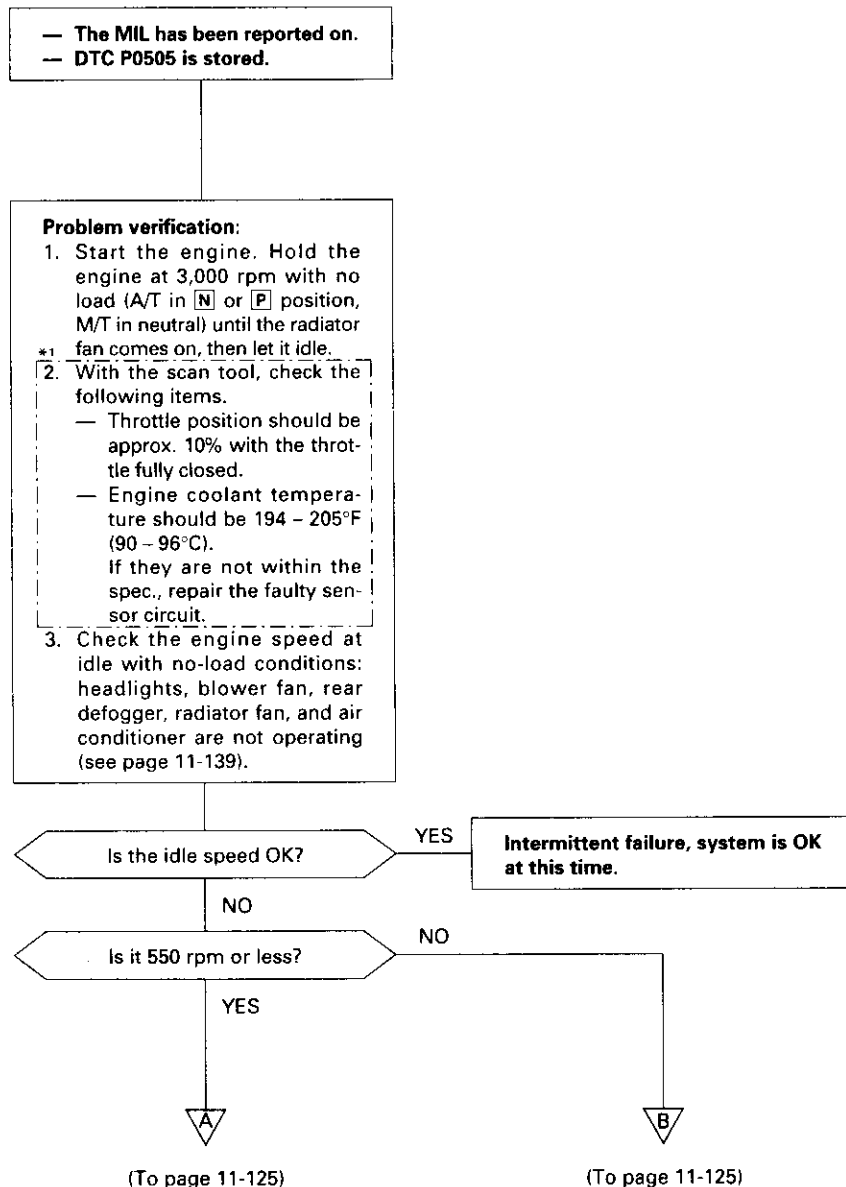 — The MIL has been reported on.
— DTC P0505 is stored.
Problem verification:
1. Start the engine. Hold the
engine at 3,000 rpm with no
load (A/T in N or P position,
M/T in neutral) until the radiator
*1 fan comes on, then let it idle.
2. With the scan tool, check the
following items.
— Throttle position should be
approx. 10% with the throt-
tle fully closed.
— Engine coolant tempera-
ture should be 194 – 205°F
(90 – 96°C).
If they are not within the
spec., repair the faulty sen-
sor circuit.
3. Check the engine speed at
idle with no-load conditions:
headlights, blower fan, rear
defogger, radiator fan, and air
conditioner are not operating
(see page 11-139).
Is the idle speed OK?
YES
Intermittent failure, system is OK
at this time.
NO
Is it 550 rpm or less?
NO
YES
A
B
(To page 11-125)
(To page 11-125)